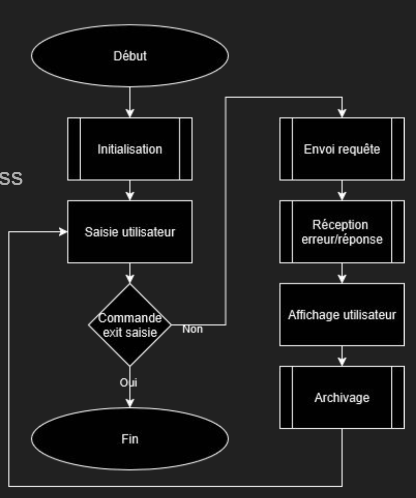 Début
Initialisation
ss
Saisie utilisateur
Commande
exit saisie
Non
Oui
Fin
Envoi requête
Réception
erreur/réponse
Affichage utilisateur
Archivage